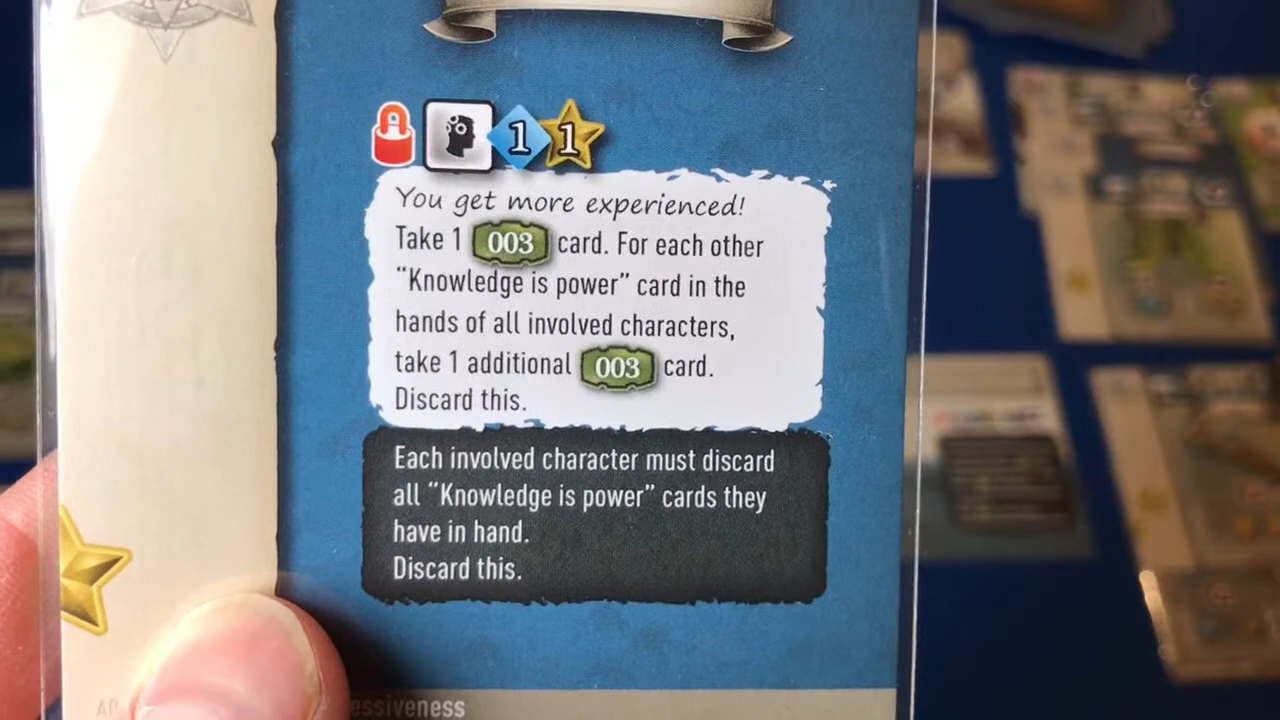 1 1
You get more experienced!
Take 1 003 card. For each other
“Knowledge is power” card in the
hands of all involved characters,
take 1 additional 003 card.
Discard this.
Each involved character must discard
all “Knowledge is power” cards they
have in hand.
Discard this.